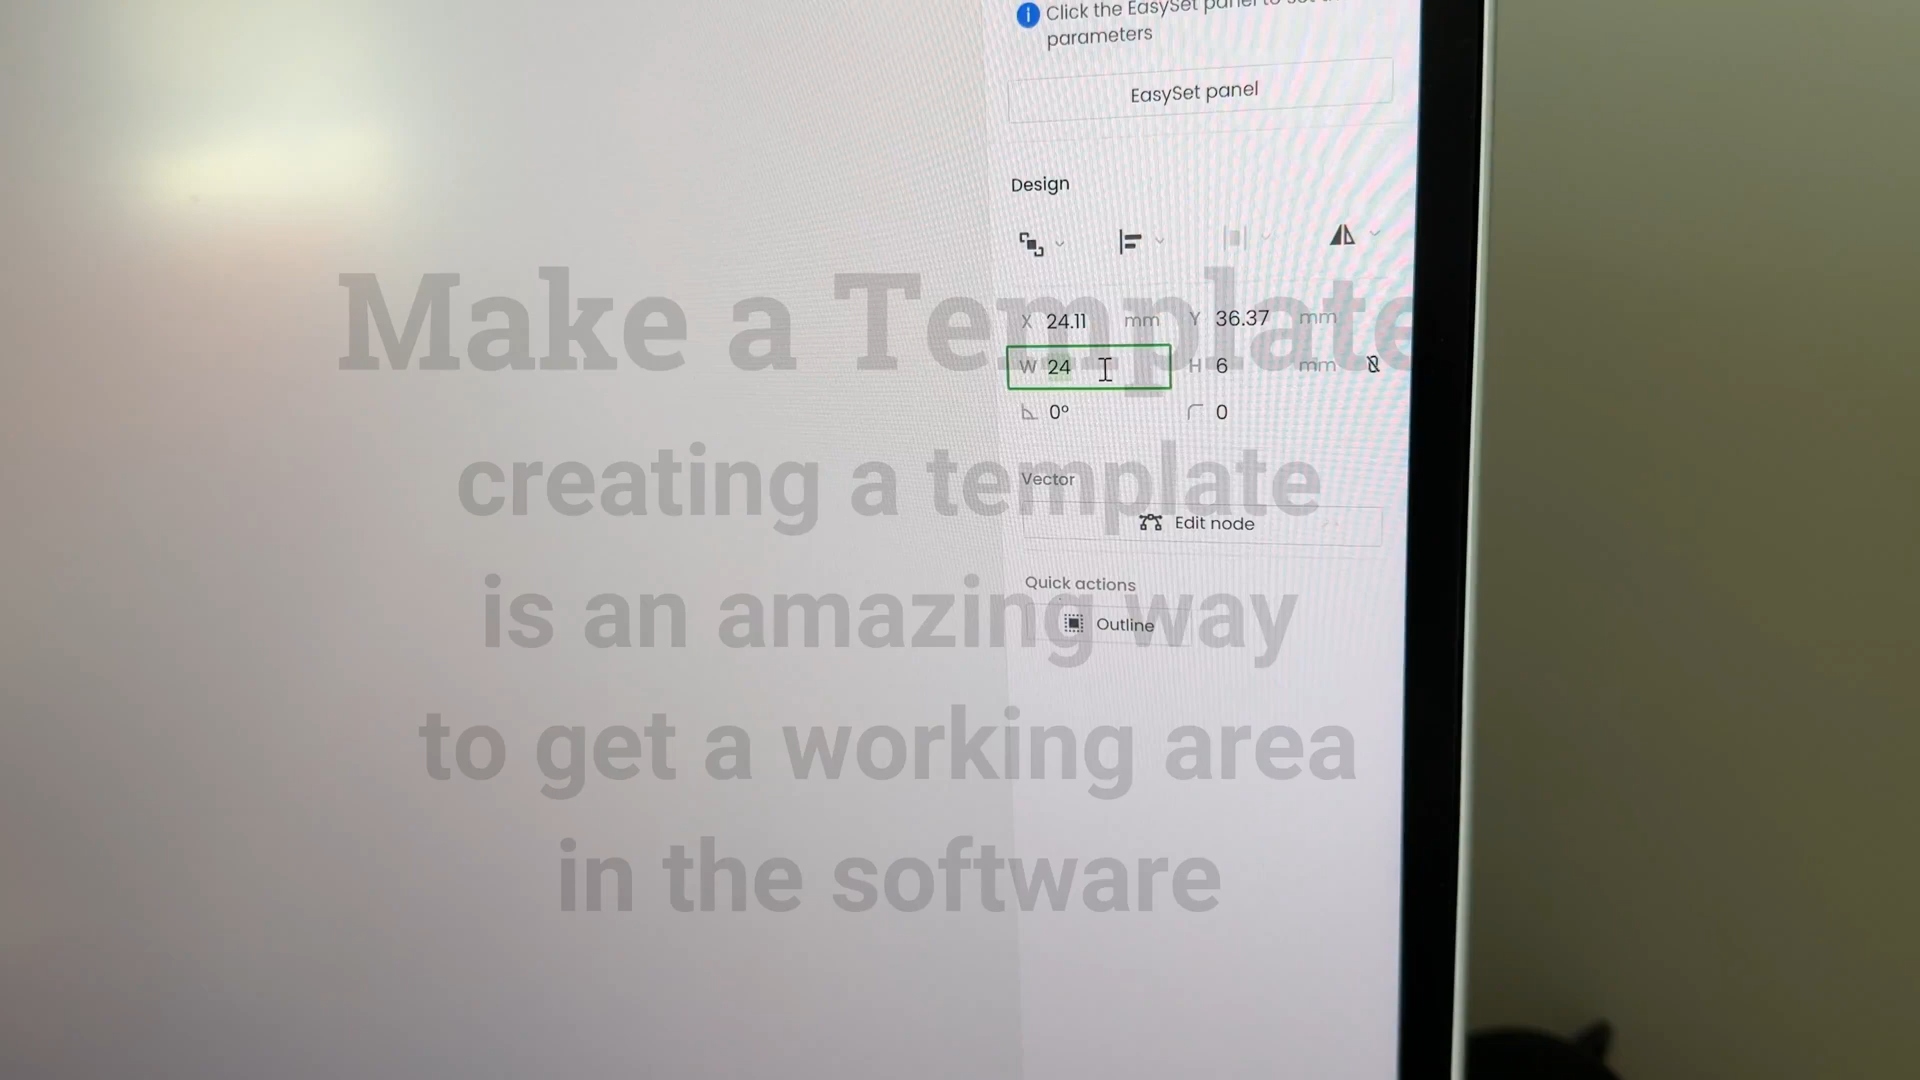 Click the EasySet panel to
parameters
EasySet panel
Design
Make a Template
X 24.11 mm Y 36.37 mm
W 24 H 6 mm
0° 0
creating a template
Vector
Edit node
Quick actions
is an amazing way
Outline
to get a working area
in the software